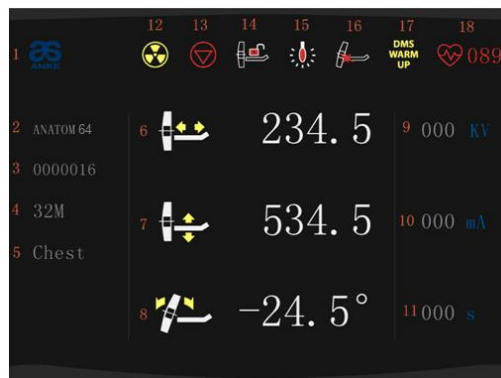 12 13 14 15 16 17 18
1 ANKE DMS WARM UP 089
2 ANATOM 64 6 234.5 9 000 KV
3 0000016
4 32M 7 534.5 10 000 mA
5 Chest
8 -24.5° 11 000 s